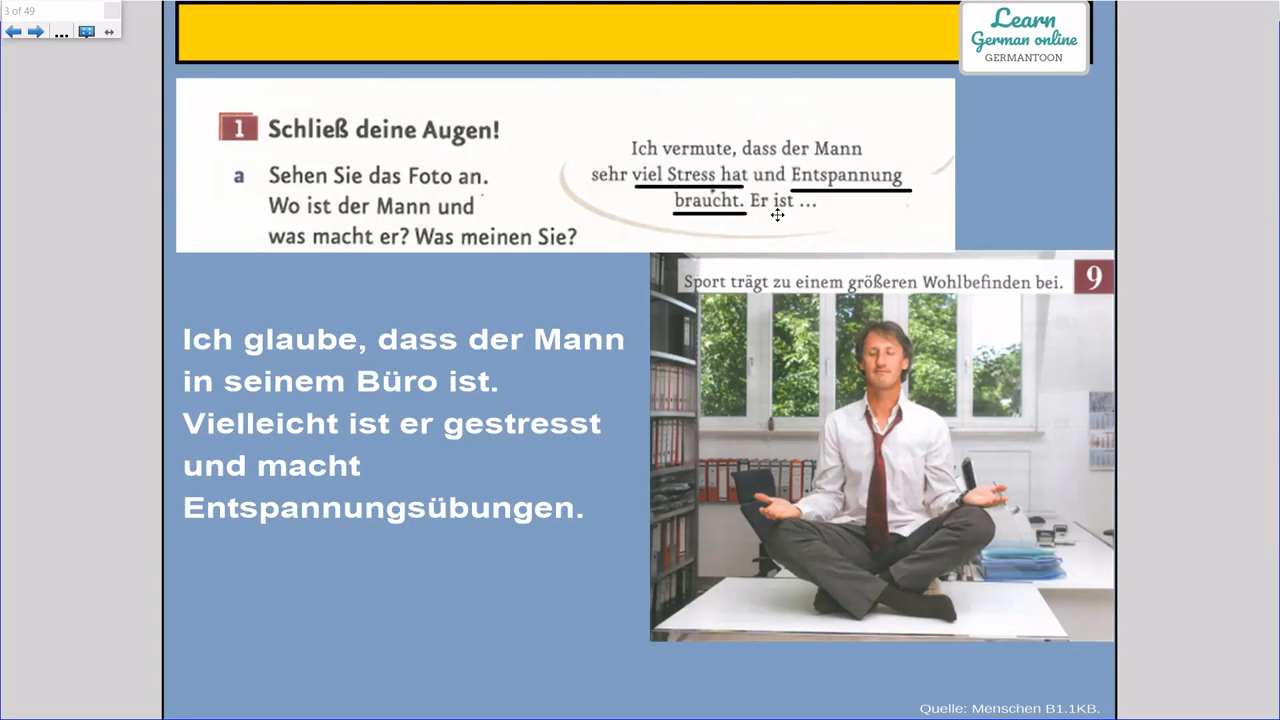 3 of 49
Learn
German online
GERMANTOON
1 Schließ deine Augen!
a Sehen Sie das Foto an.
Wo ist der Mann und
was macht er? Was meinen Sie?
Ich vermute, dass der Mann
sehr viel Stress hat und Entspannung
braucht. Er ist ...
Sport trägt zu einem größeren Wohlbefinden bei. 9
Ich glaube, dass der Mann
in seinem Büro ist.
Vielleicht ist er gestresst
und macht
Entspannungsübungen.
Quelle: Menschen B1.1KB.